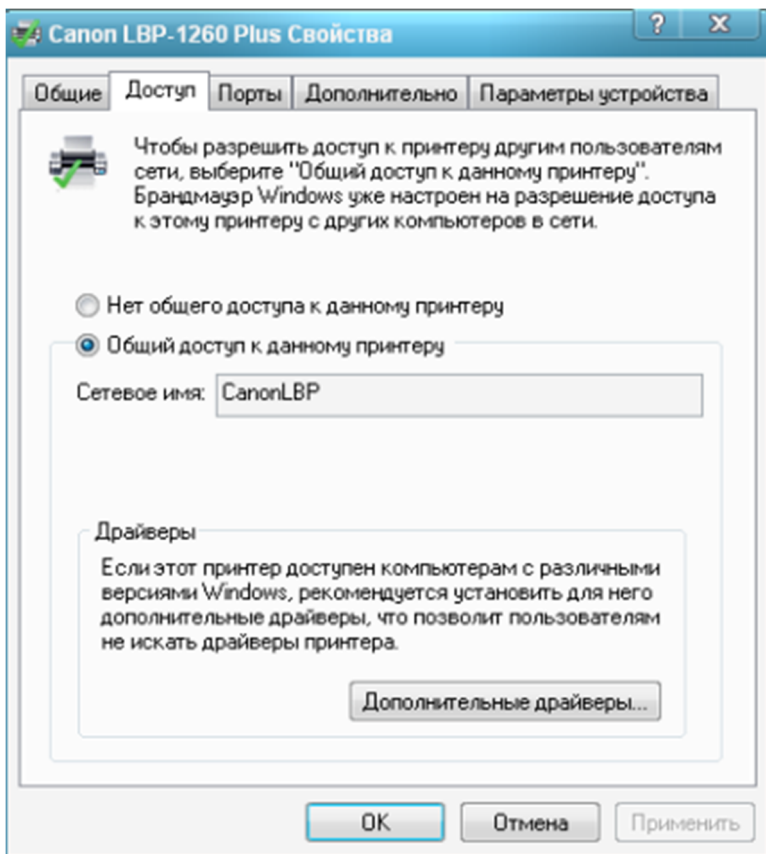 Canon LBP-1260 Plus Свойства
Общие Доступ Порты Дополнительно Параметры устройства
Чтобы разрешить доступ к принтеру другим пользователям
сети, выберите "Общий доступ к данному принтеру".
Брандмауэр Windows уже настроен на разрешение доступа
к этому принтеру с других компьютеров в сети.
Нет общего доступа к данному принтеру
Общий доступ к данному принтеру
Сетевое имя: CanonLBP
Драйверы
Если этот принтер доступен компьютерам с различными
версиями Windows, рекомендуется установить для него
дополнительные драйверы, что позволит пользователям
не искать драйверы принтера.
Дополнительные драйверы...
OK Отмена Применить